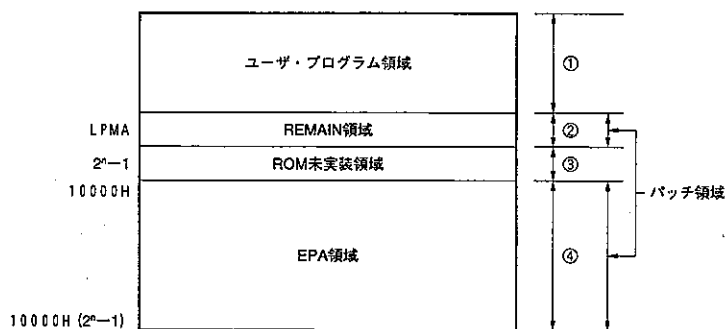 ユーザ・プログラム領域
①
LPMA
REMAIN領域
②
2ⁿ−1
ROM未実装領域
③
10000H
パッチ領域
EPA領域
④
10000H (2ⁿ−1)